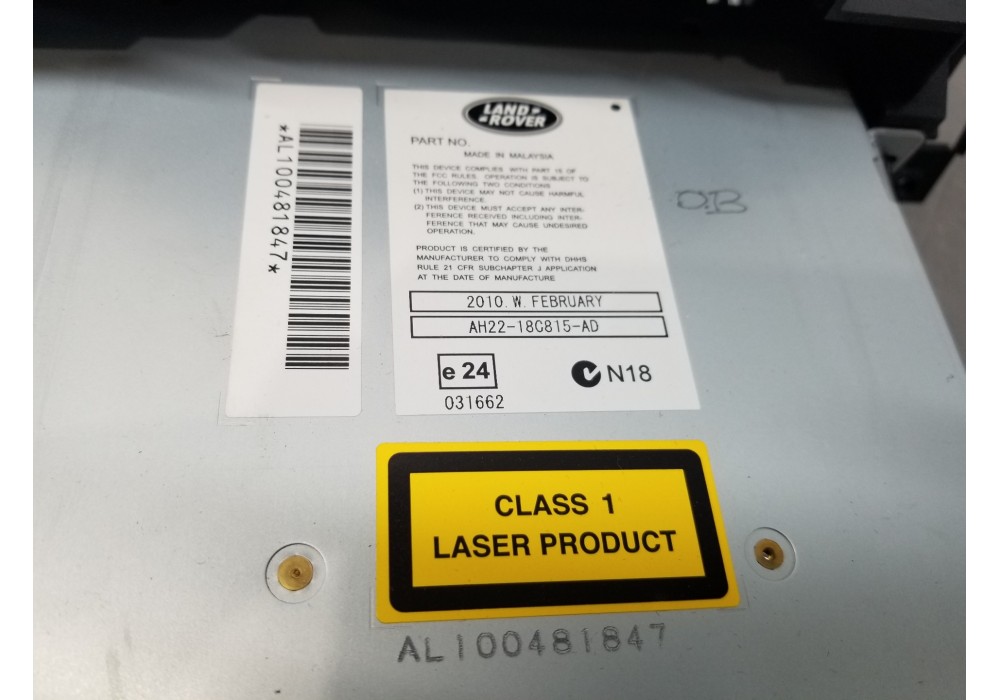 *AL100481847*
LAND
ROVER
PART NO.
MADE IN MALAYSIA
THIS DEVICE COMPLIES WITH PART 15 OF
THE FCC RULES. OPERATION IS SUBJECT TO
THE FOLLOWING TWO CONDITIONS
(1) THIS DEVICE MAY NOT CAUSE HARMFUL
INTERFERENCE.
(2) THIS DEVICE MUST ACCEPT ANY INTER-
FERENCE RECEIVED INCLUDING INTER-
FERENCE THAT MAY CAUSE UNDESIRED
OPERATION.
PRODUCT IS CERTIFIED BY THE
MANUFACTURER TO COMPLY WITH DHHS
RULE 21 CFR SUBCHAPTER J APPLICATION
AT THE DATE OF MANUFACTURE
2010. W. FEBRUARY
AH22-18C815-AD
e 24
N18
031662
CLASS 1
LASER PRODUCT
AL100481847